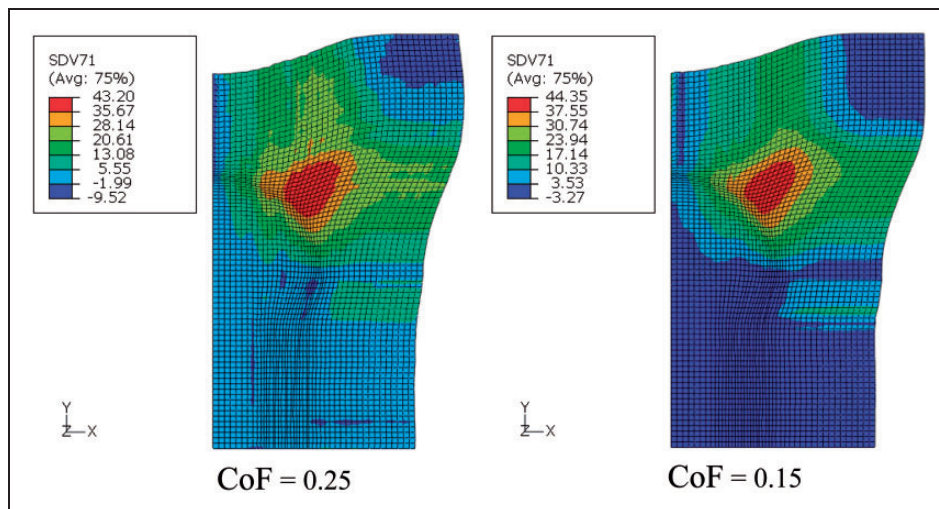 SDV71
(Avg: 75%)
43.20
35.67
28.14
20.61
13.08
5.55
-1.99
-9.52
Y
Z X
CoF = 0.25
SDV71
(Avg: 75%)
44.35
37.55
30.74
23.94
17.14
10.33
3.53
-3.27
Y
Z X
CoF = 0.15